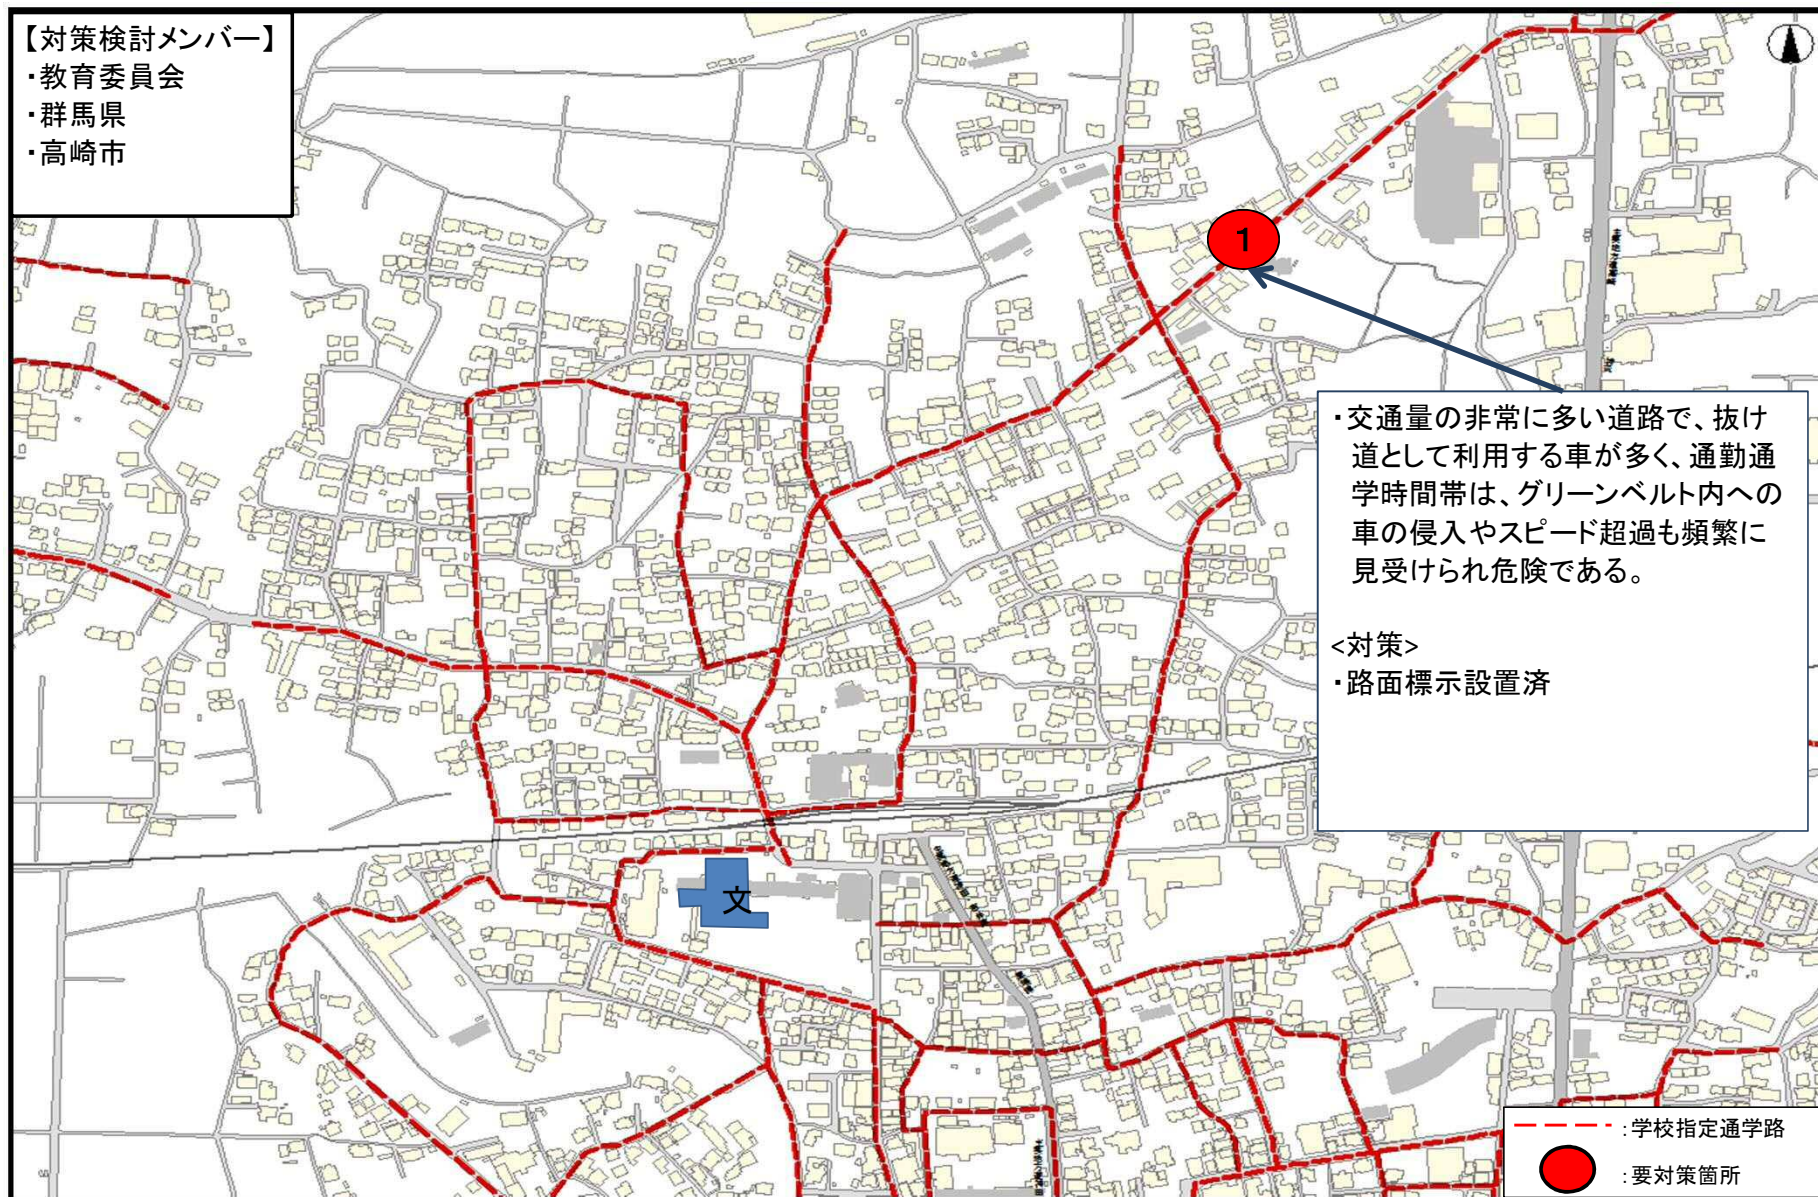 【対策検討メンバー】
・教育委員会
・群馬県
・高崎市
1
・交通量の非常に多い道路で、抜け
道として利用する車が多く、通勤通
学時間帯は、グリーンベルト内への
車の侵入やスピード超過も頻繁に
見受けられ危険である。
<対策>
・路面標示設置済
文
:学校指定通学路
:要対策箇所